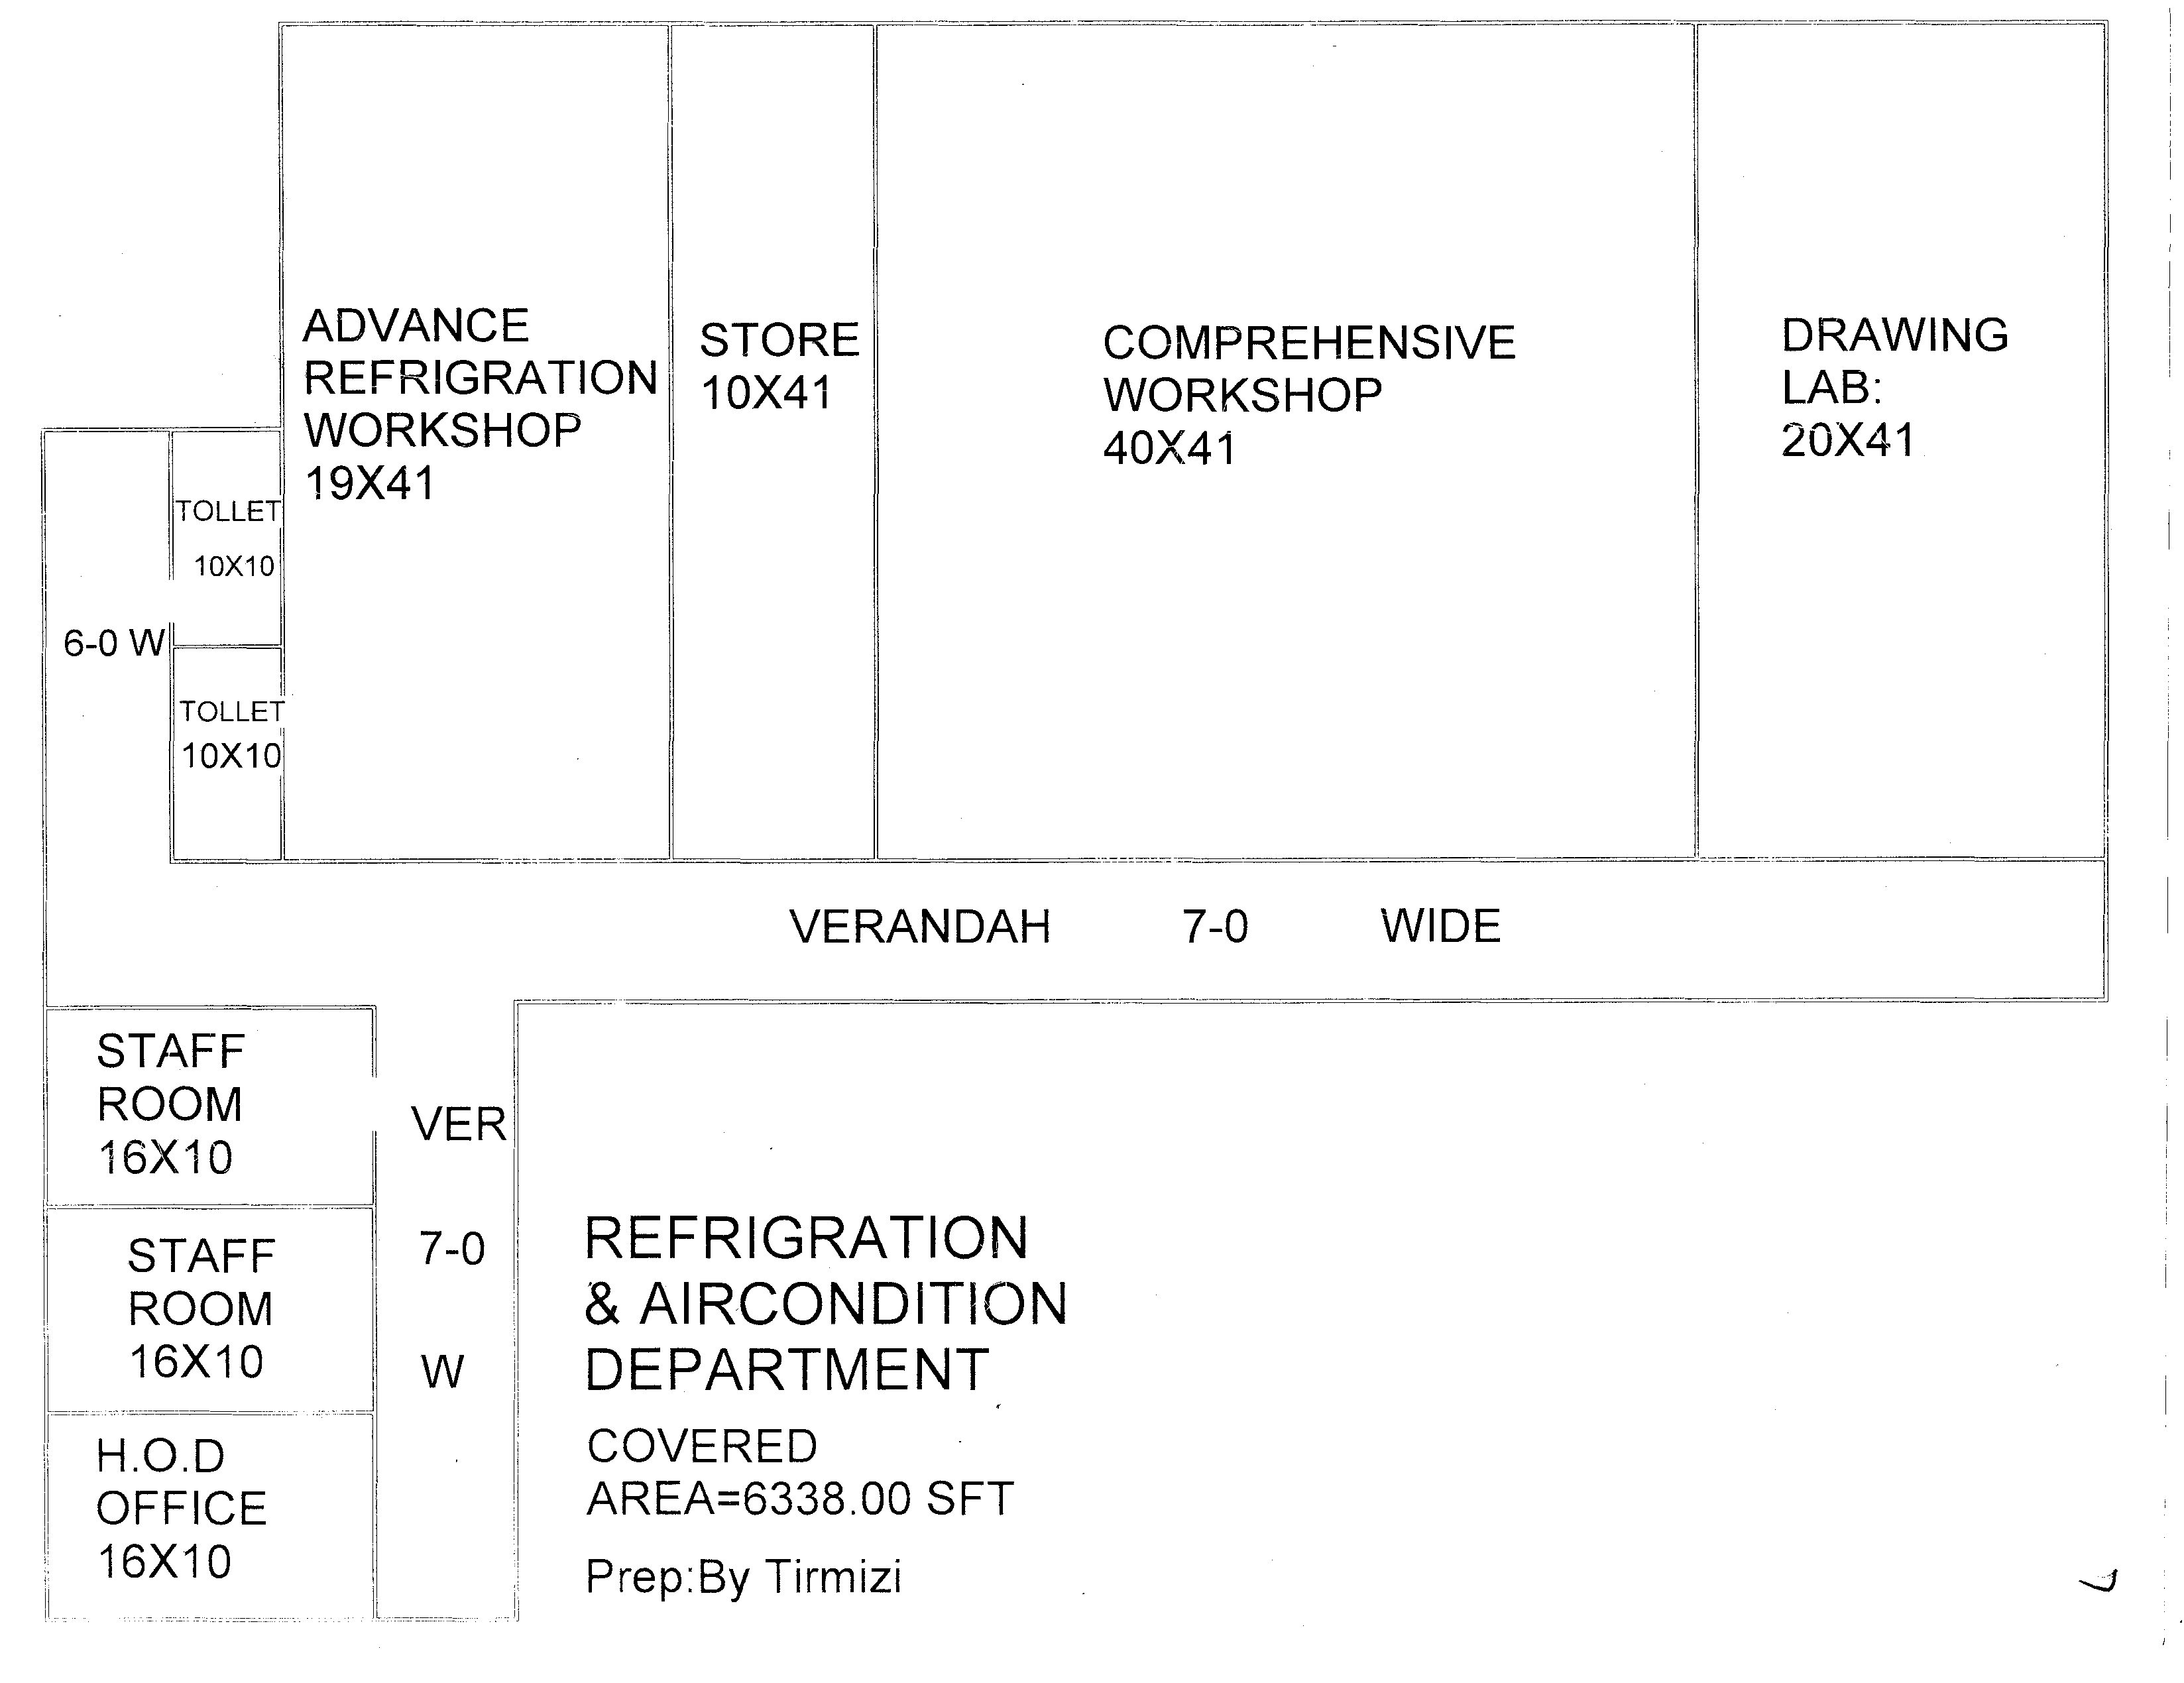 ADVANCE
REFRIGRATION
WORKSHOP
19X41
STORE
10X41
COMPREHENSIVE
WORKSHOP
40X41
DRAWING
LAB:
20X41
TOLLET
10X10
6-0 W
TOLLET
10X10
VERANDAH 7-0 WIDE
STAFF
ROOM
16X10
VER
7-0
W
STAFF
ROOM
16X10
H.O.D
OFFICE
16X10
REFRIGRATION
& AIRCONDITION
DEPARTMENT
COVERED
AREA=6338.00 SFT
Prep:By Tirmizi